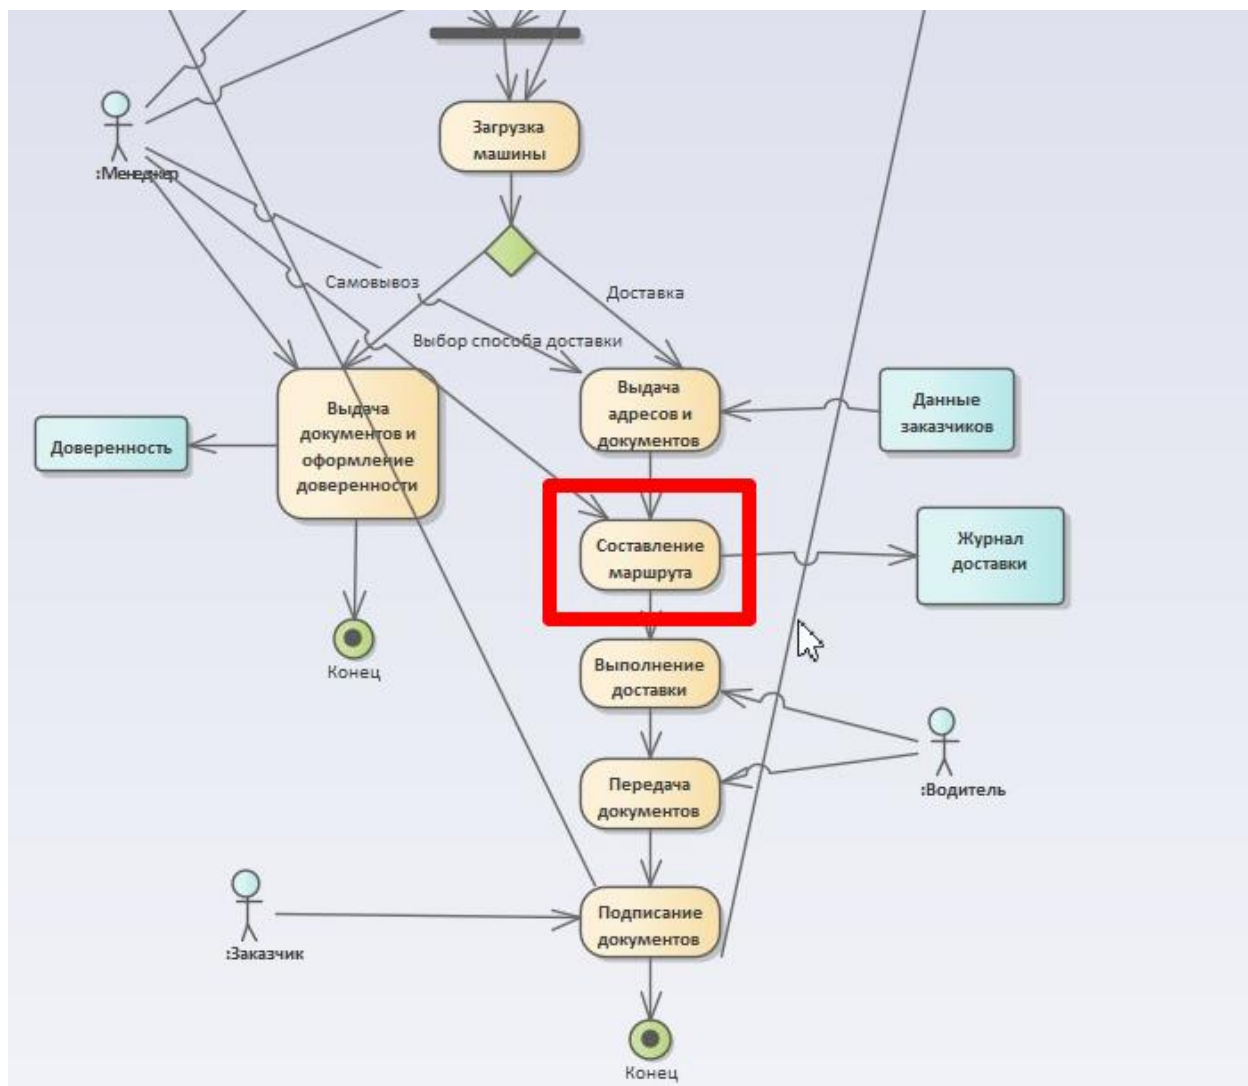 Загрузка
машины
:Менеджер
Самовывоз
Доставка
Выбор способа доставки
Выдача
документов и
оформление
доверенности
Выдача
адресов и
документов
Данные
заказчиков
Доверенность
Составление
маршрута
Журнал
доставки
Конец
Выполнение
доставки
:Водитель
Передача
документов
:Заказчик
Подписание
документов
Конец